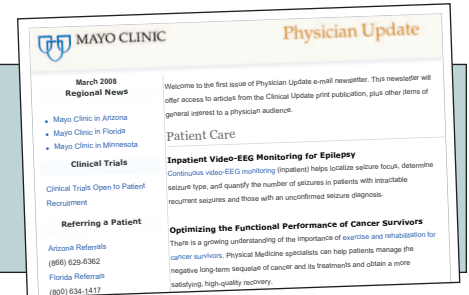 MAYO CLINIC
Physician Update
March 2008
Regional News
Mayo Clinic in Arizona
Mayo Clinic in Florida
Mayo Clinic in Minnesota
Clinical Trials
Clinical Trials Open to Patient
Recruitment
Referring a Patient
Arizona Referrals
(866) 629-6362
Florida Referrals
(800) 634-1417
Welcome to the first issue of Physician Update e-mail newsletter. This newsletter will
offer access to articles from the Clinical Update print publication, plus other items of
general interest to a physician audience.
Patient Care
Inpatient Video-EEG Monitoring for Epilepsy
Continuous video-EEG monitoring (inpatient) helps localize seizure focus, determine
seizure type, and quantify the number of seizures in patients with intractable
recurrent seizures and those with an unconfirmed seizure diagnosis.
Optimizing the Functional Performance of Cancer Survivors
There is a growing understanding of the importance of exercise and rehabilitation for
cancer survivors. Physical Medicine specialists can help patients manage the
negative long-term sequelae of cancer and its treatments and obtain a more
satisfying, high-quality recovery.